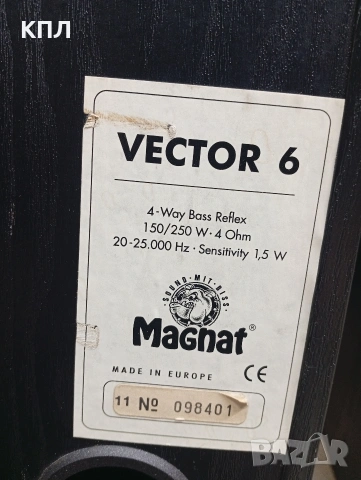 КПЛ
VECTOR 6
4-Way Bass Reflex
150/250 W · 4 Ohm
20-25.000 Hz · Sensitivity 1,5 W
SOUND·MIT·BISS
Magnat®
MADE IN EUROPE CE
11 Nº 098401
BAZAR